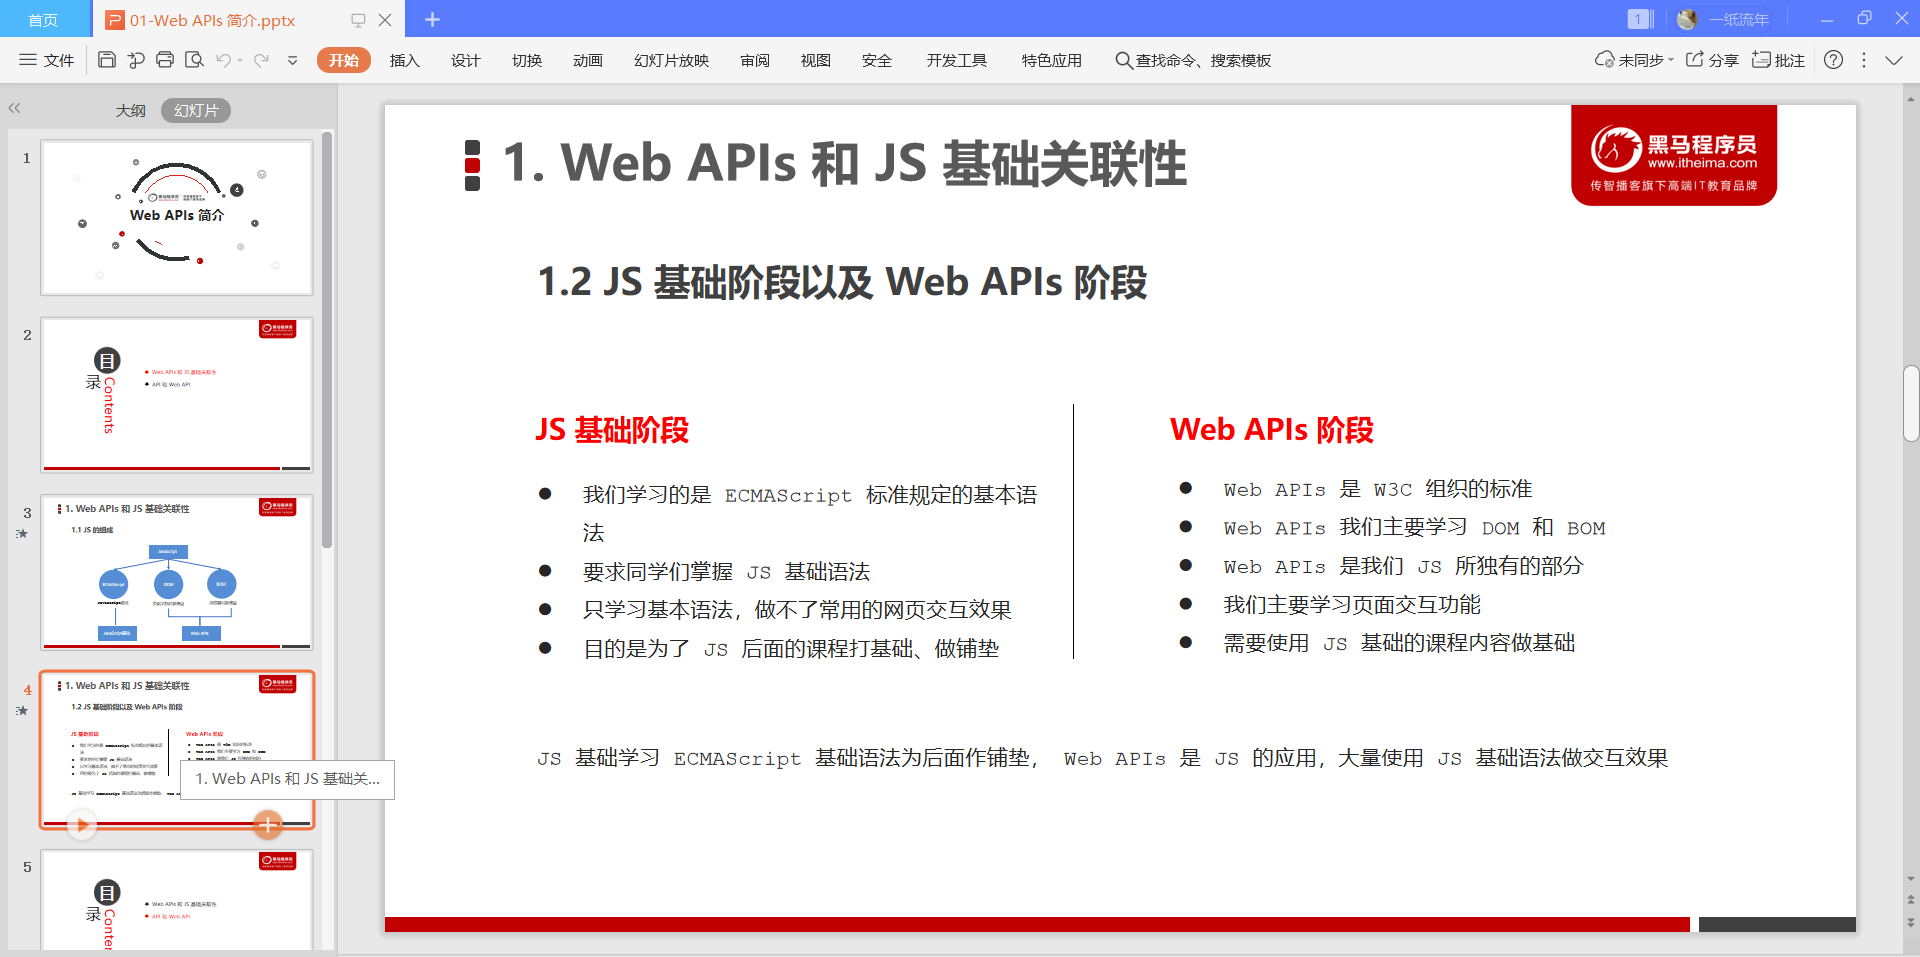 首页
01-Web APIs 简介.pptx
1
一纸流年
文件
开始
插入
设计
切换
动画
幻灯片放映
审阅
视图
安全
开发工具
特色应用
查找命令、搜索模板
未同步
分享
批注
大纲
幻灯片
1
Web APIs 简介
2
目
录
Contents
Web APIs 和 JS 基础关联性
API 和 Web API
3
1. Web APIs 和 JS 基础关联性
1.1 JS 的组成
JavaScript
ECMAScript
DOM
BOM
Web APIs
4
1. Web APIs 和 JS 基础关联性
1.2 JS 基础阶段以及 Web APIs 阶段
JS 基础阶段
Web APIs 阶段
1. Web APIs 和 JS 基础关...
5
目
录
Conten
Web APIs 和 JS 基础关联性
API 和 Web API
1. Web APIs 和 JS 基础关联性
黑马程序员
www.itheima.com
传智播客旗下高端IT教育品牌
1.2 JS 基础阶段以及 Web APIs 阶段
JS 基础阶段
● 我们学习的是 ECMAScript 标准规定的基本语
法
● 要求同学们掌握 JS 基础语法
● 只学习基本语法，做不了常用的网页交互效果
● 目的是为了 JS 后面的课程打基础、做铺垫
Web APIs 阶段
● Web APIs 是 W3C 组织的标准
● Web APIs 我们主要学习 DOM 和 BOM
● Web APIs 是我们 JS 所独有的部分
● 我们主要学习页面交互功能
● 需要使用 JS 基础的课程内容做基础
JS 基础学习 ECMAScript 基础语法为后面作铺垫， Web APIs 是 JS 的应用，大量使用 JS 基础语法做交互效果